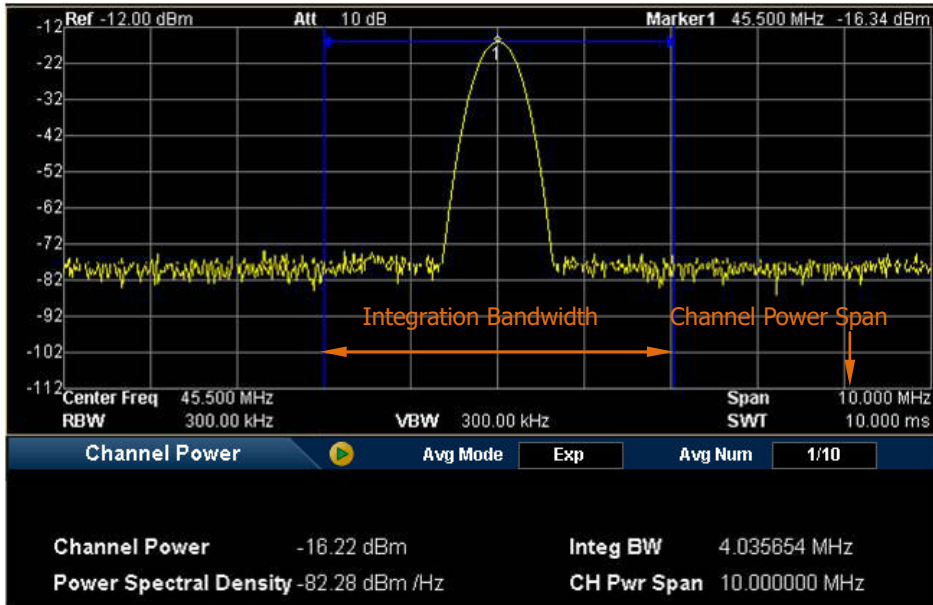 Ref -12.00 dBm Att 10 dB Marker1 45.500 MHz -16.34 dBm
-12
-22
-32
-42
-52
-62
-72
-82
-92
-102
-112
1
Integration Bandwidth Channel Power Span
Center Freq 45.500 MHz Span 10.000 MHz
RBW 300.00 kHz VBW 300.00 kHz SWT 10.000 ms
Channel Power Avg Mode Exp Avg Num 1/10
Channel Power -16.22 dBm Integ BW 4.035654 MHz
Power Spectral Density -82.28 dBm /Hz CH Pwr Span 10.000000 MHz